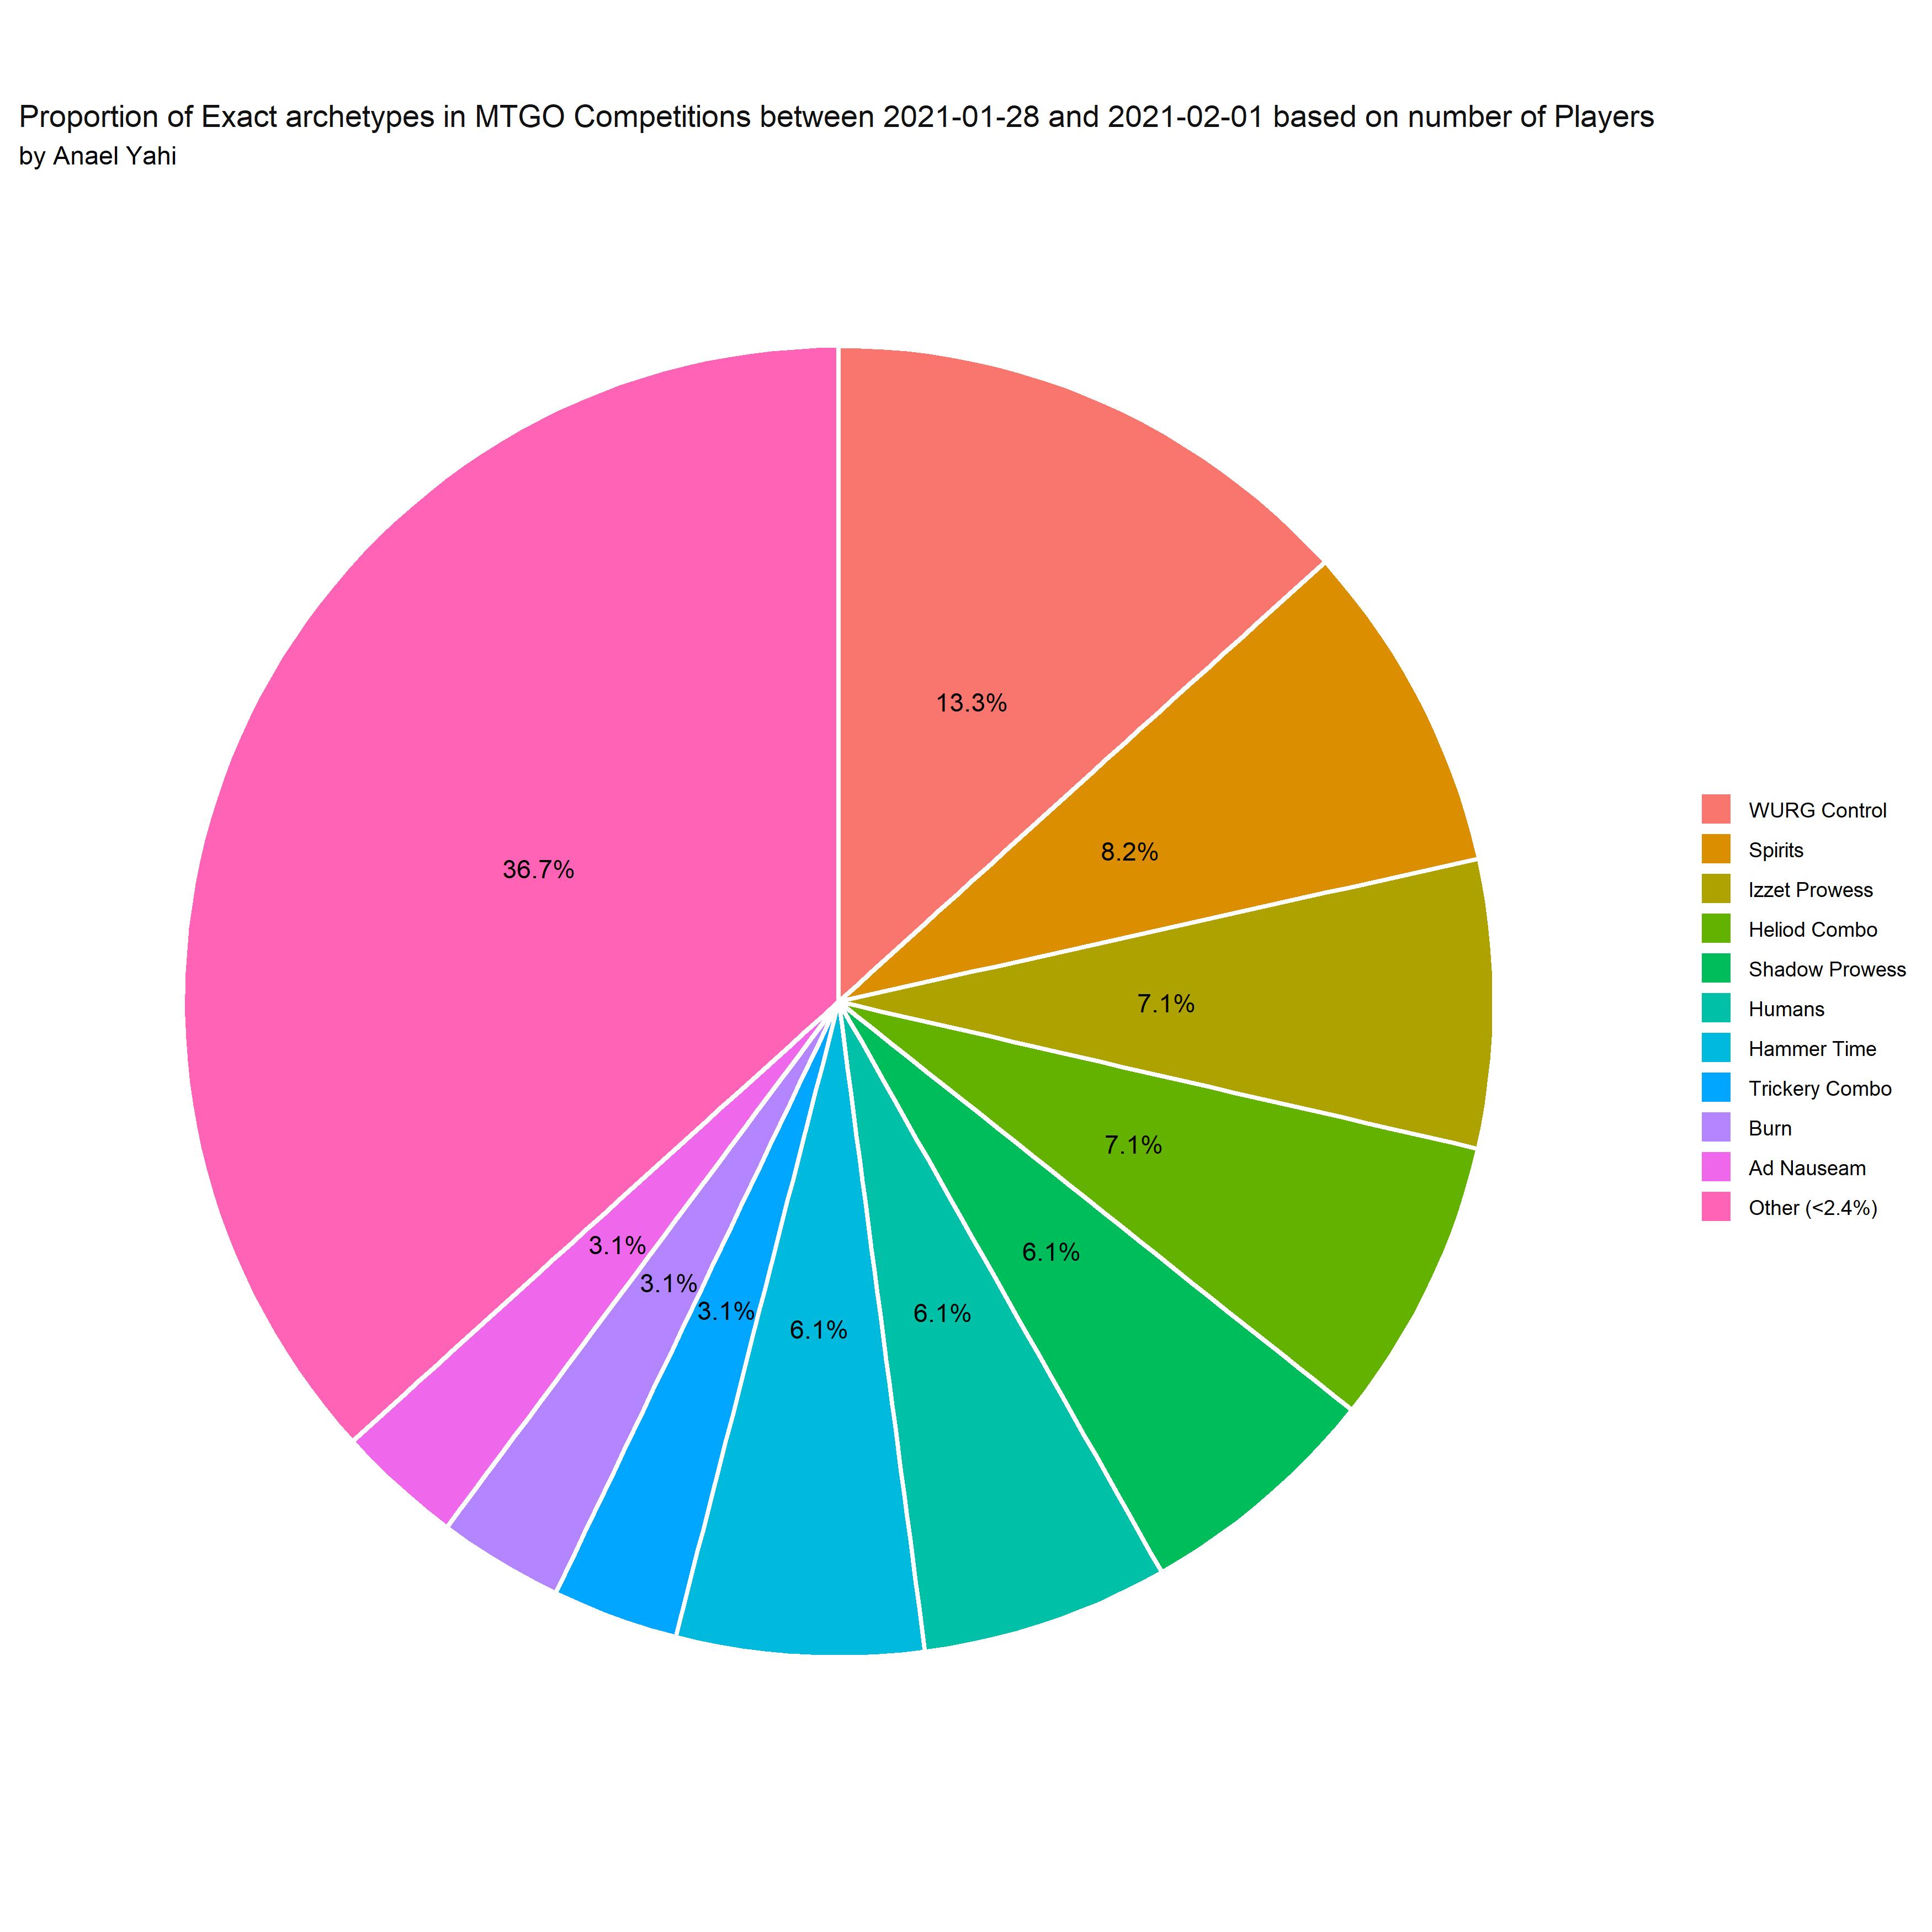 Proportion of Exact archetypes in MTGO Competitions between 2021-01-28 and 2021-02-01 based on number of Players
by Anael Yahi
13.3%
8.2%
7.1%
7.1%
6.1%
6.1%
6.1%
3.1%
3.1%
3.1%
36.7%
WURG Control
Spirits
Izzet Prowess
Heliod Combo
Shadow Prowess
Humans
Hammer Time
Trickery Combo
Burn
Ad Nauseam
Other (<2.4%)